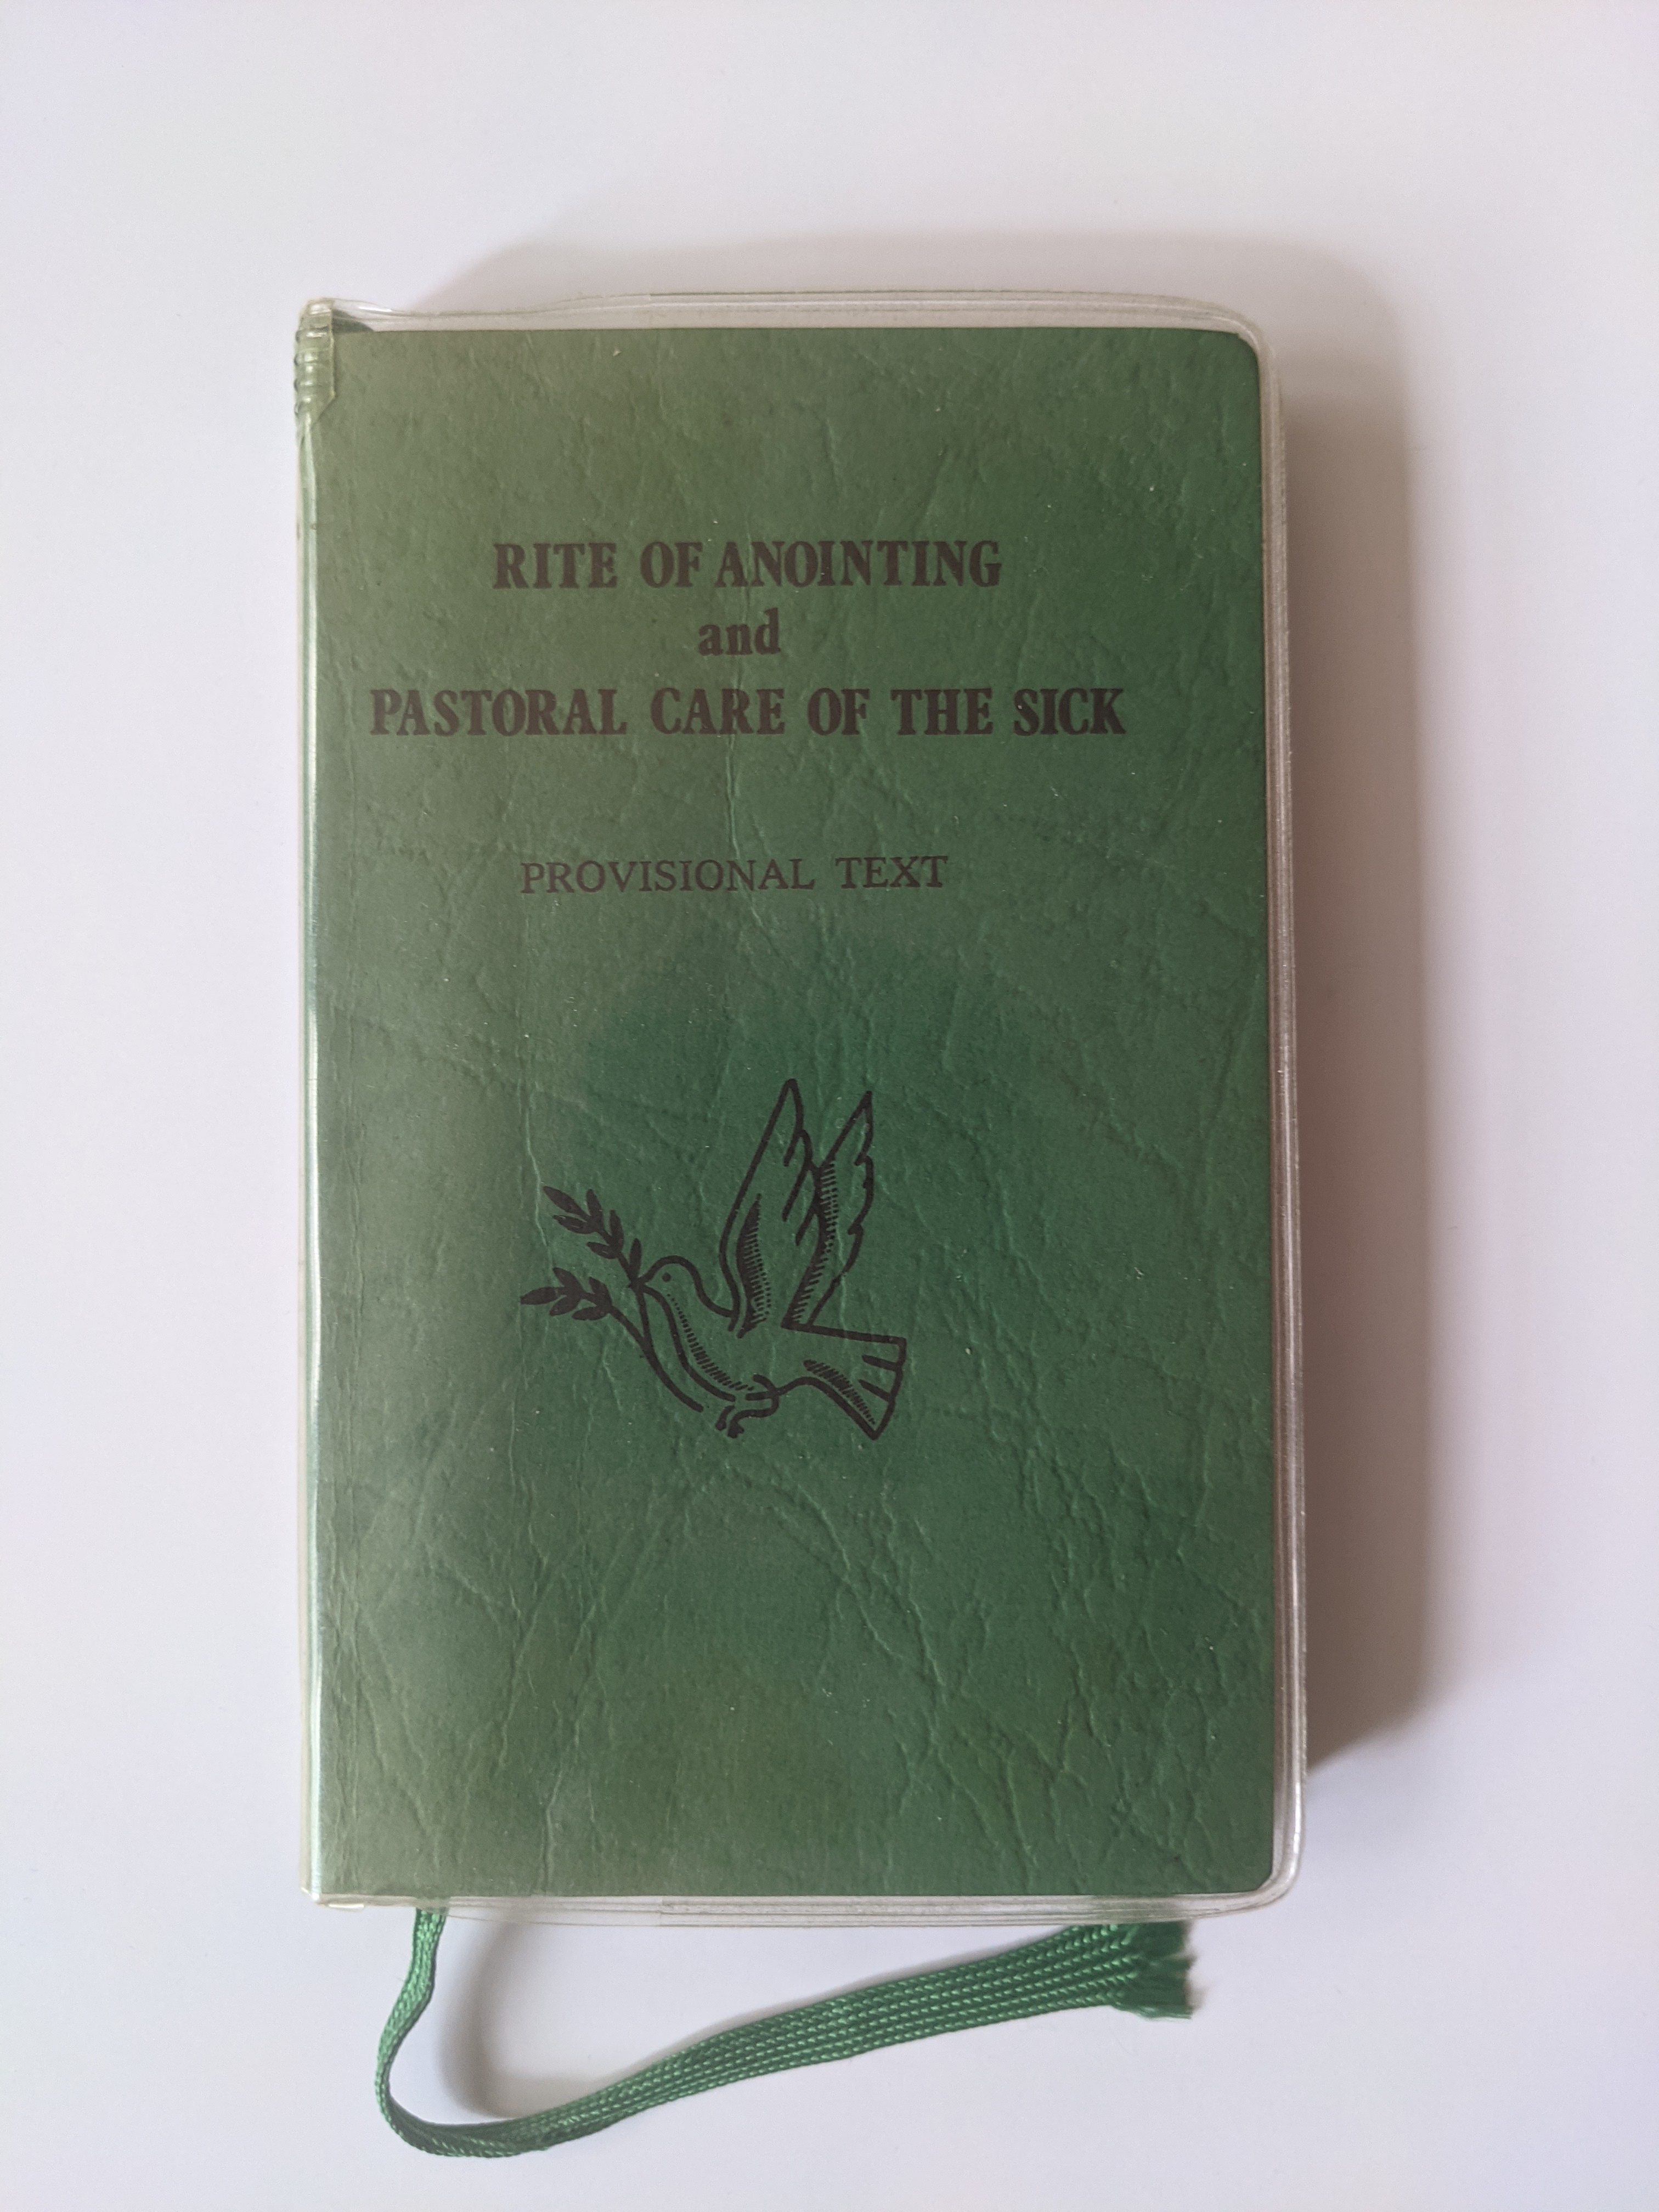 RITE OF ANOINTING
and
PASTORAL CARE OF THE SICK
PROVISIONAL TEXT